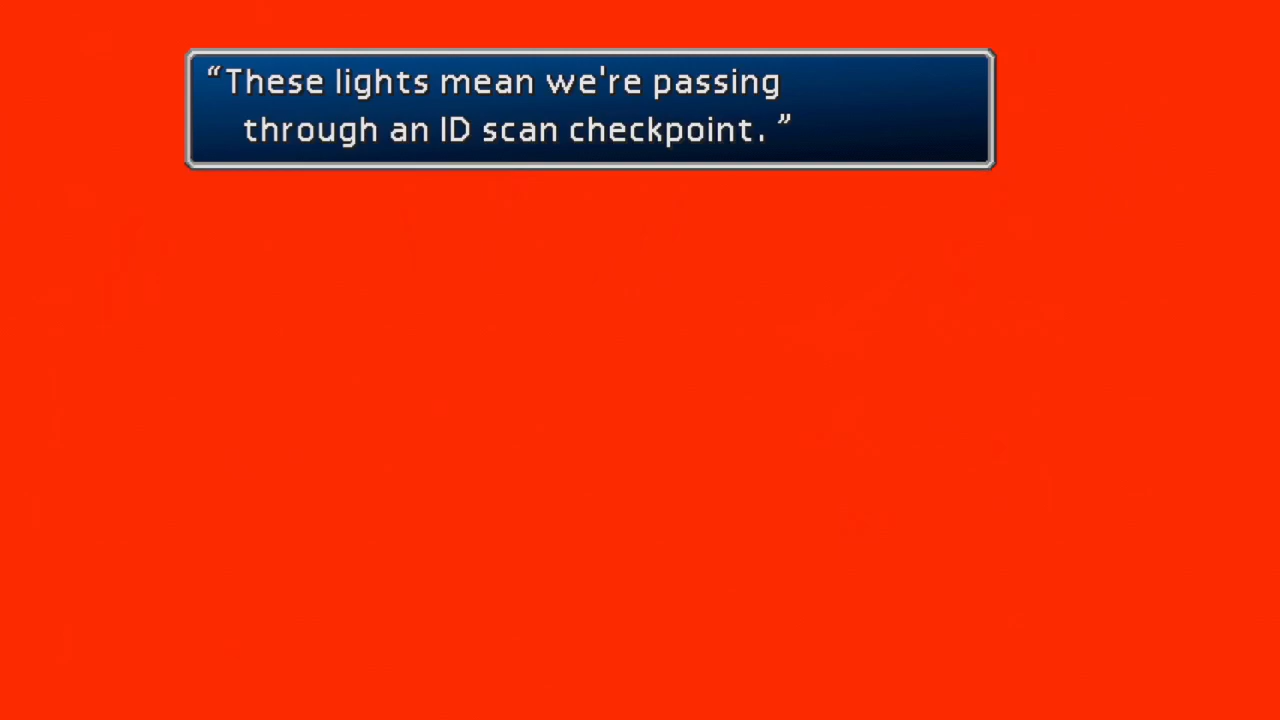 “These lights mean we're passing
through an ID scan checkpoint.”